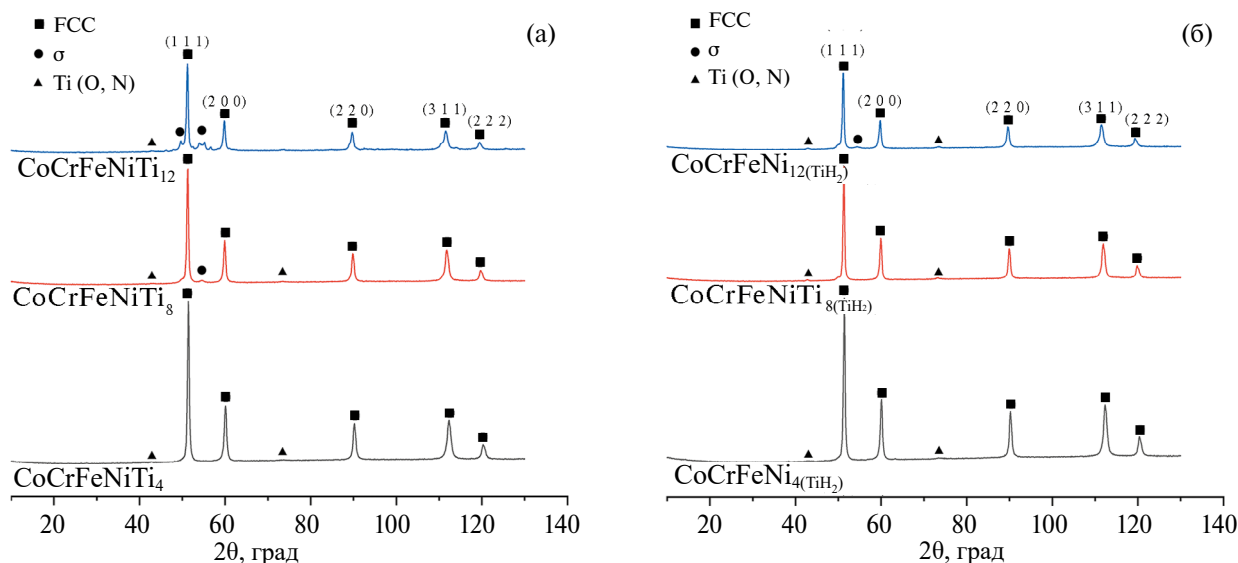 ■ FCC
● σ
▲ Ti (O, N)
(а)
(1 1 1)
(2 0 0)
(2 2 0)
(3 1 1)
(2 2 2)
CoCrFeNiTi12
CoCrFeNiTi8
CoCrFeNiTi4
20 40 60 80 100 120 140
2θ, град
■ FCC
● σ
▲ Ti (O, N)
(б)
(1 1 1)
(2 0 0)
(2 2 0)
(3 1 1)
(2 2 2)
CoCrFeNi12(TiH2)
CoCrFeNiTi8(TiH2)
CoCrFeNi4(TiH2)
20 40 60 80 100 120 140
2θ, град